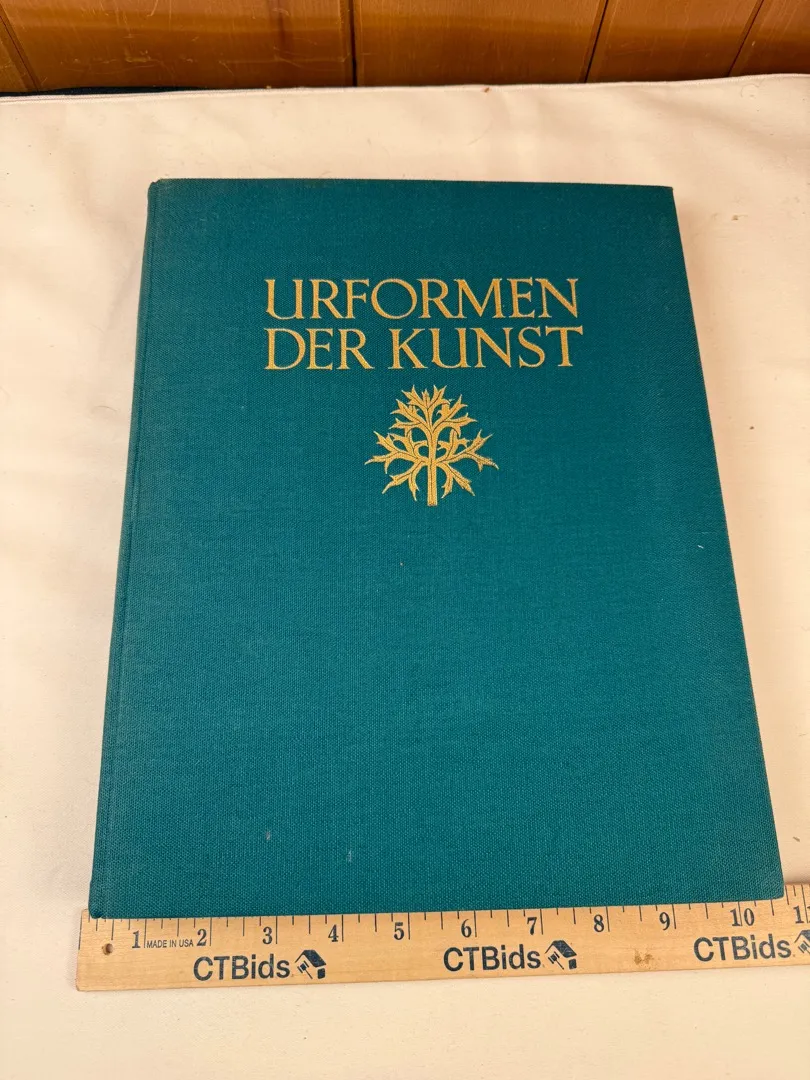 URFORMEN
DER KUNST
1 MADE IN USA 2 3 4 5 6 7 8 9 10 11
CTBids CTBids CTBids